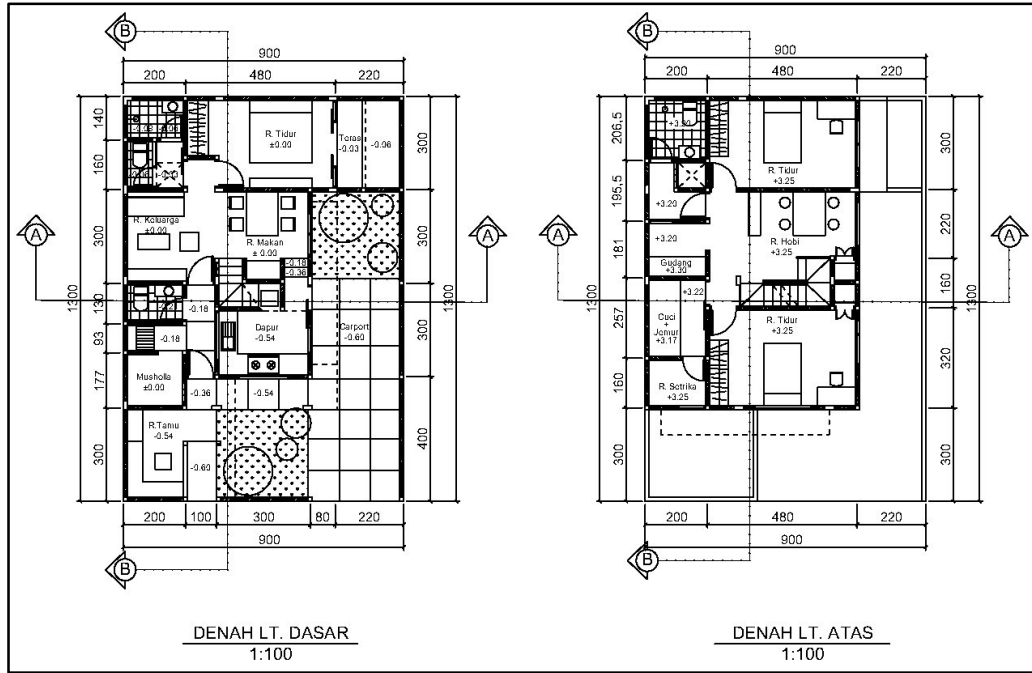 B
900
200
480
220
140
160
300
130
93
177
300
1300
A
R. Tidur
±0.00
Teras
-0.03
-0.06
R. Keluarga
±0.00
R. Makan
± 0.00
-0.18
-0.36
-0.18
-0.18
Dapur
-0.54
Carport
-0.60
Musholla
±0.00
-0.36
-0.54
R.Tamu
-0.54
-0.60
300
300
300
400
1300
A
200
100
300
80
220
900
B
DENAH LT. DASAR
1:100
B
900
200
480
220
206,5
195,5
181
257
160
300
1300
A
+3.20
R. Tidur
+3.25
+3.20
+3.20
Gudang
+3.30
R. Hobi
+3.25
+3.22
Cuci
+
Jemur
+3.17
R. Tidur
+3.25
R. Setrika
+3.25
300
220
160
320
300
1300
A
200
480
220
900
B
DENAH LT. ATAS
1:100